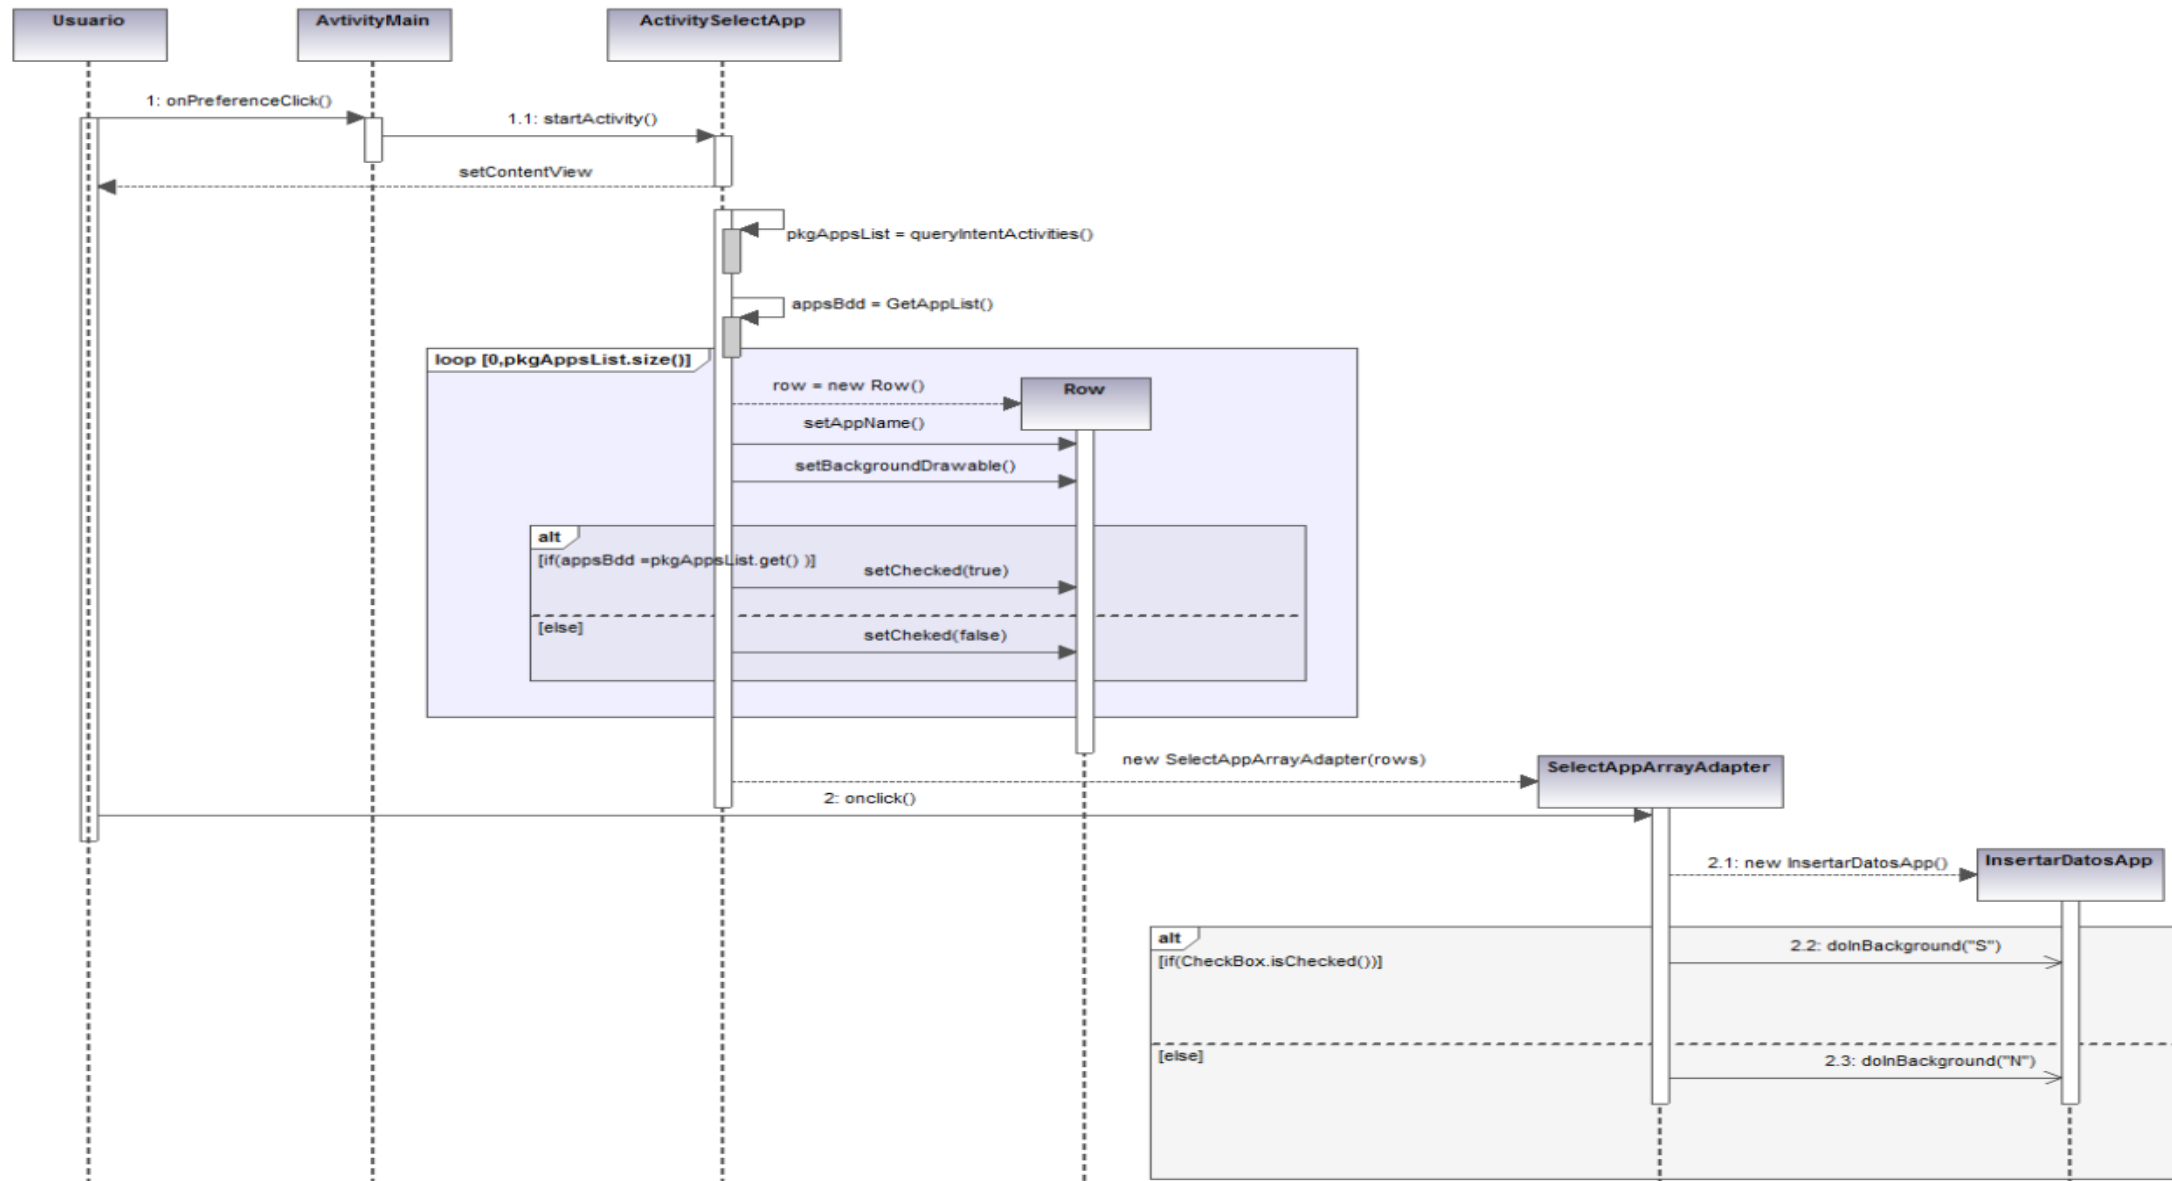 Usuario
AvtivityMain
ActivitySelectApp
1: onPreferenceClick()
1.1: startActivity()
setContentView
pkgAppsList = queryIntentActivities()
appsBdd = GetAppList()
loop [0,pkgAppsList.size()]
row = new Row()
Row
setAppName()
setBackgroundDrawable()
alt
[if(appsBdd =pkgAppsList.get() )]
setChecked(true)
[else]
setCheked(false)
new SelectAppArrayAdapter(rows)
SelectAppArrayAdapter
2: onclick()
2.1: new InsertarDatosApp()
InsertarDatosApp
alt
[if(CheckBox.isChecked())]
2.2: doInBackground("S")
[else]
2.3: doInBackground("N")